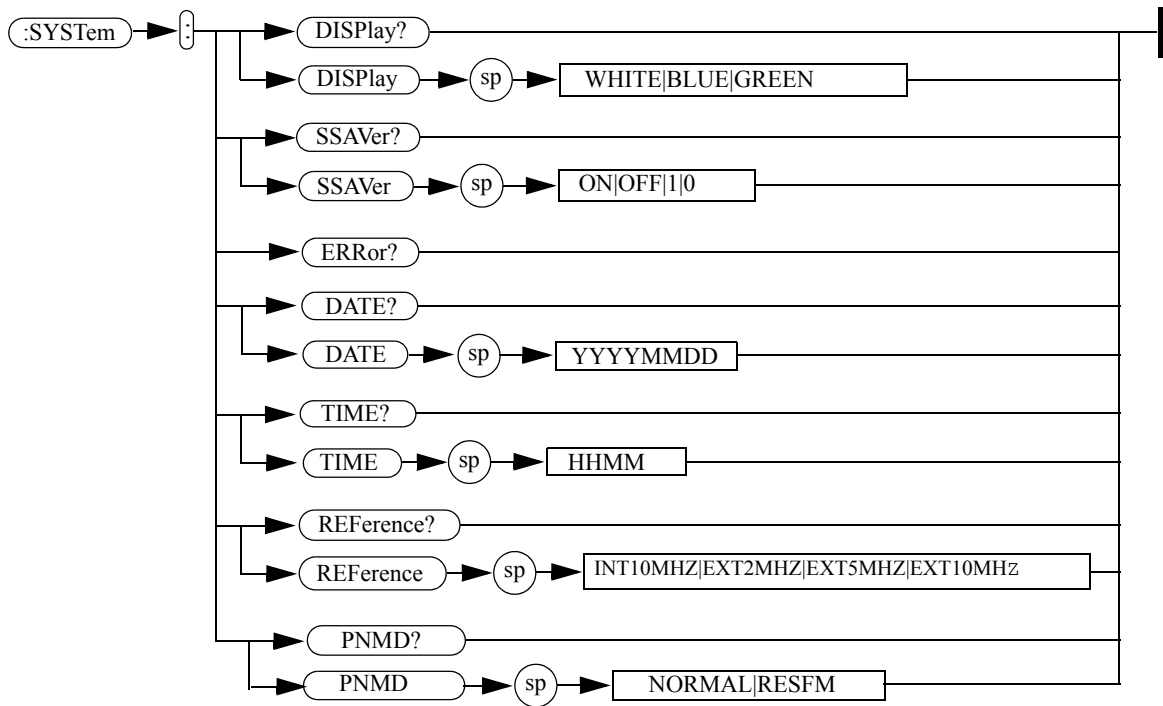 :SYSTem : DISPlay?
DISPlay sp WHITE|BLUE|GREEN
SSAVer?
SSAVer sp ON|OFF|1|0
ERRor?
DATE?
DATE sp YYYYMMDD
TIME?
TIME sp HHMM
REFerence?
REFerence sp INT10MHZ|EXT2MHZ|EXT5MHZ|EXT10MHz
PNMD?
PNMD sp NORMAL|RESFM